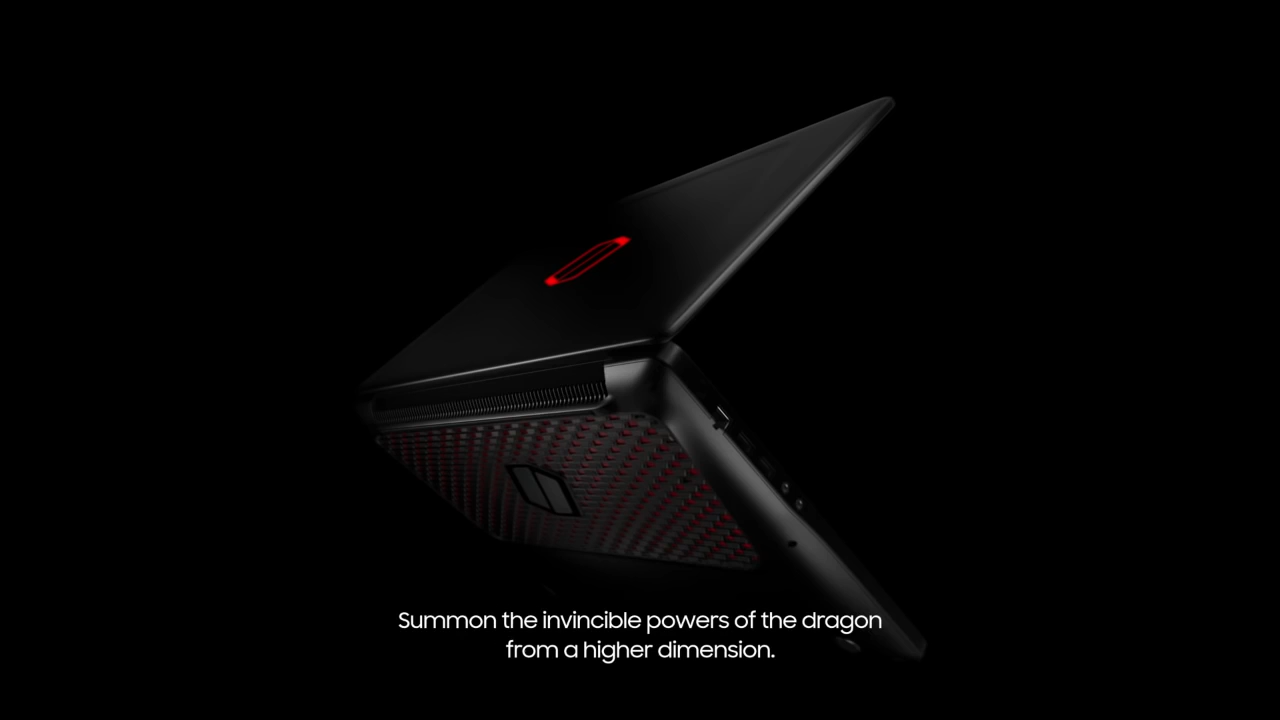 Summon the invincible powers of the dragon
from a higher dimension.